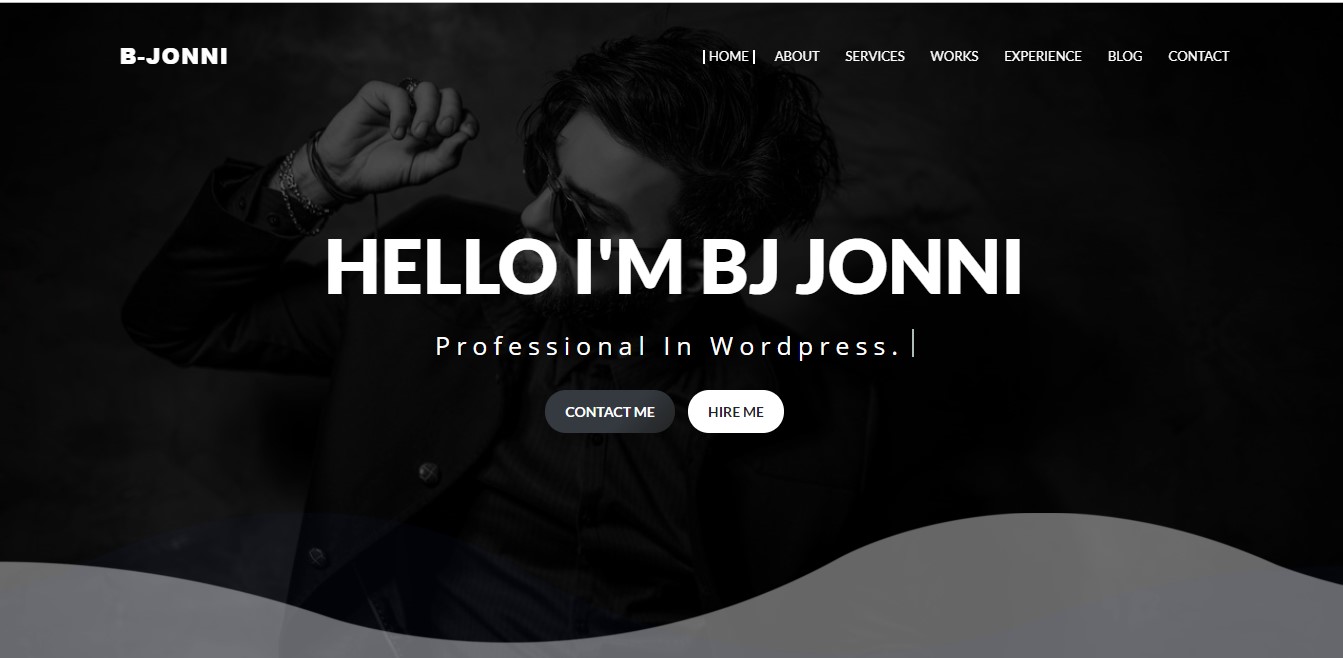 B-JONNI
| HOME | ABOUT SERVICES WORKS EXPERIENCE BLOG CONTACT
HELLO I'M BJ JONNI
Professional In Wordpress. |
CONTACT ME HIRE ME